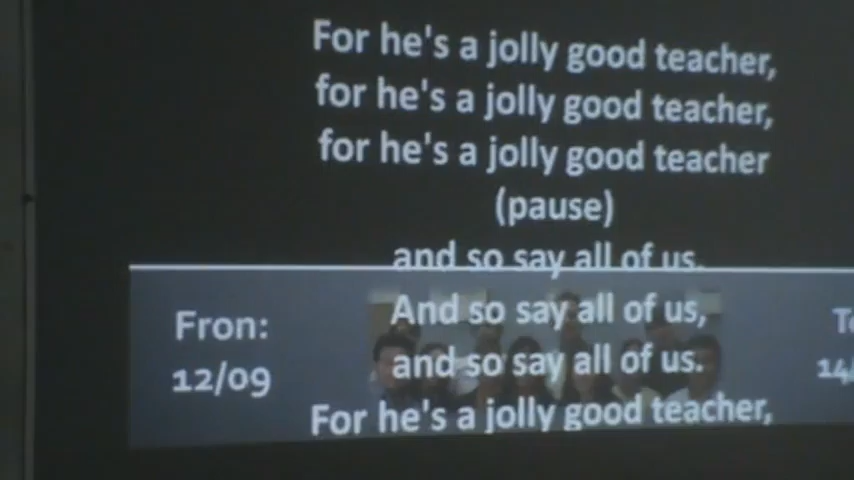 For he's a jolly good teacher,
for he's a jolly good teacher,
for he's a jolly good teacher
(pause)
and so say all of us.
And so say all of us,
and so say all of us.
For he's a jolly good teacher,
Fron:
12/09
14/